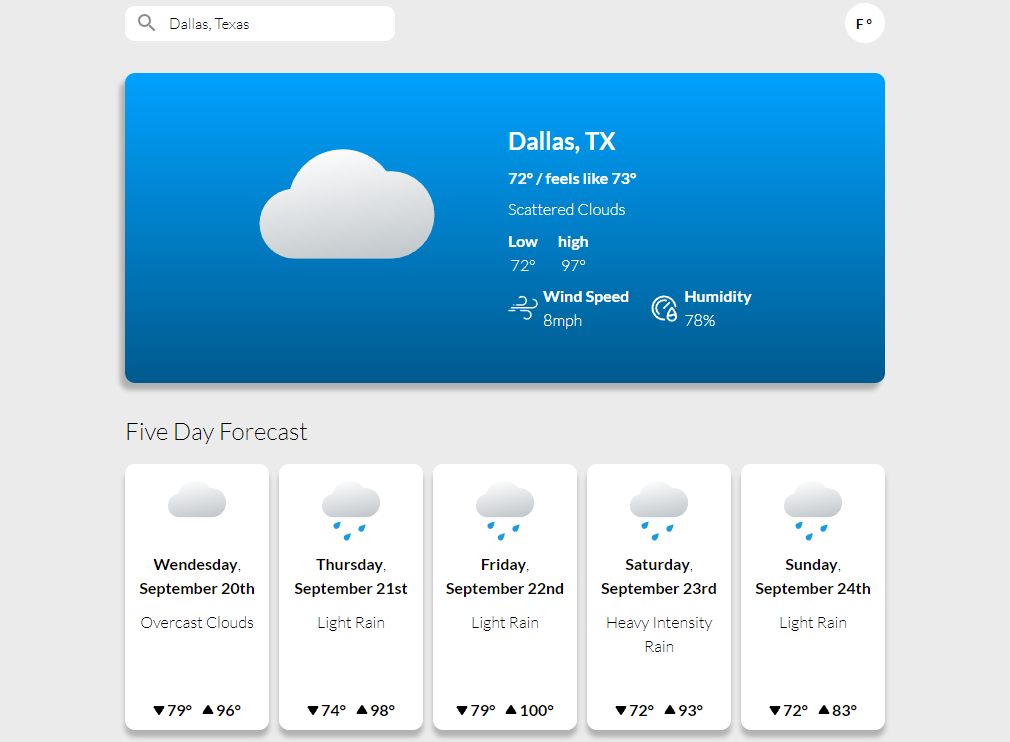 Dallas, Texas
F °
Dallas, TX
72° / feels like 73°
Scattered Clouds
Low high
72° 97°
Wind Speed Humidity
8mph 78%
Five Day Forecast
Wendesday,
September 20th
Overcast Clouds
79° 96°
Thursday,
September 21st
Light Rain
74° 98°
Friday,
September 22nd
Light Rain
79° 100°
Saturday,
September 23rd
Heavy Intensity
Rain
72° 93°
Sunday,
September 24th
Light Rain
72° 83°